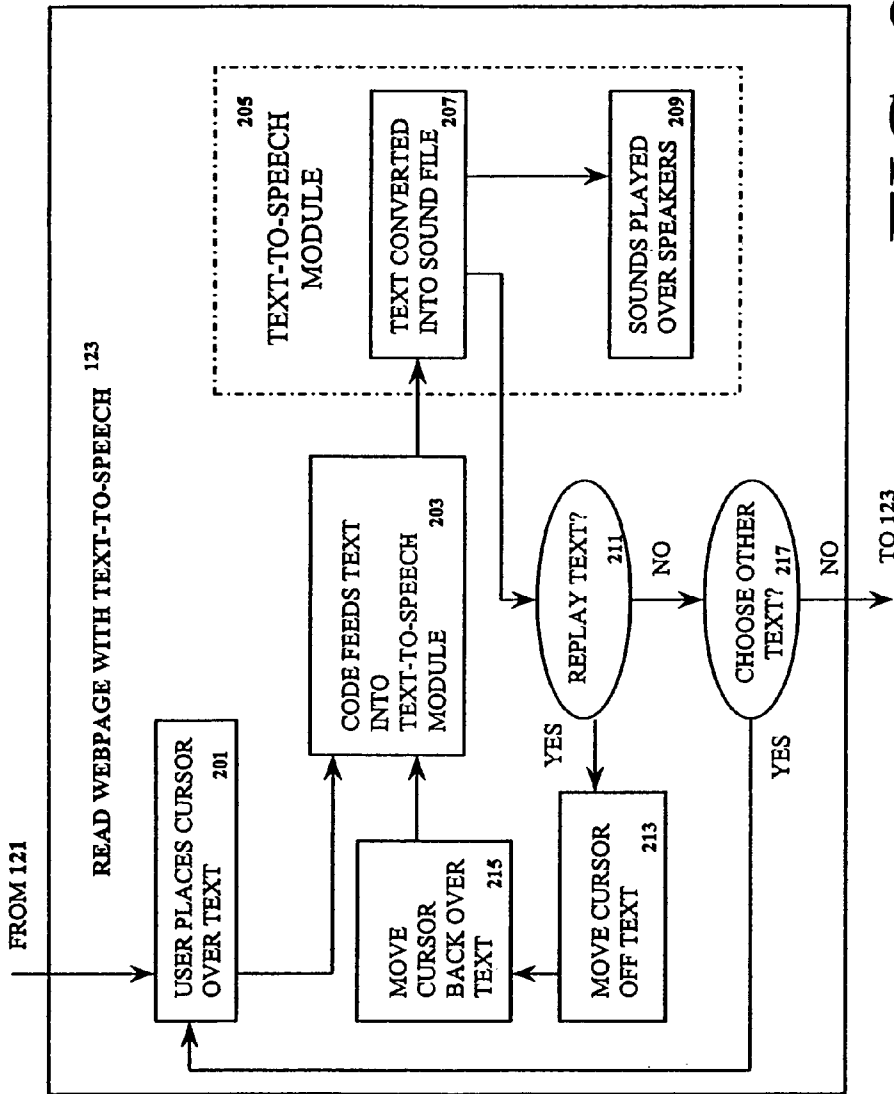 FROM 121
READ WEBPAGE WITH TEXT-TO-SPEECH 123
USER PLACES CURSOR
OVER TEXT 201
CODE FEEDS TEXT
INTO
TEXT-TO-SPEECH
MODULE 203
205
TEXT-TO-SPEECH
MODULE
TEXT CONVERTED
INTO SOUND FILE 207
SOUNDS PLAYED
OVER SPEAKERS 209
MOVE
CURSOR
BACK OVER
TEXT 215
MOVE CURSOR
OFF TEXT 213
YES
REPLAY TEXT?
211
NO
CHOOSE OTHER
TEXT? 217
YES
NO
TO 123